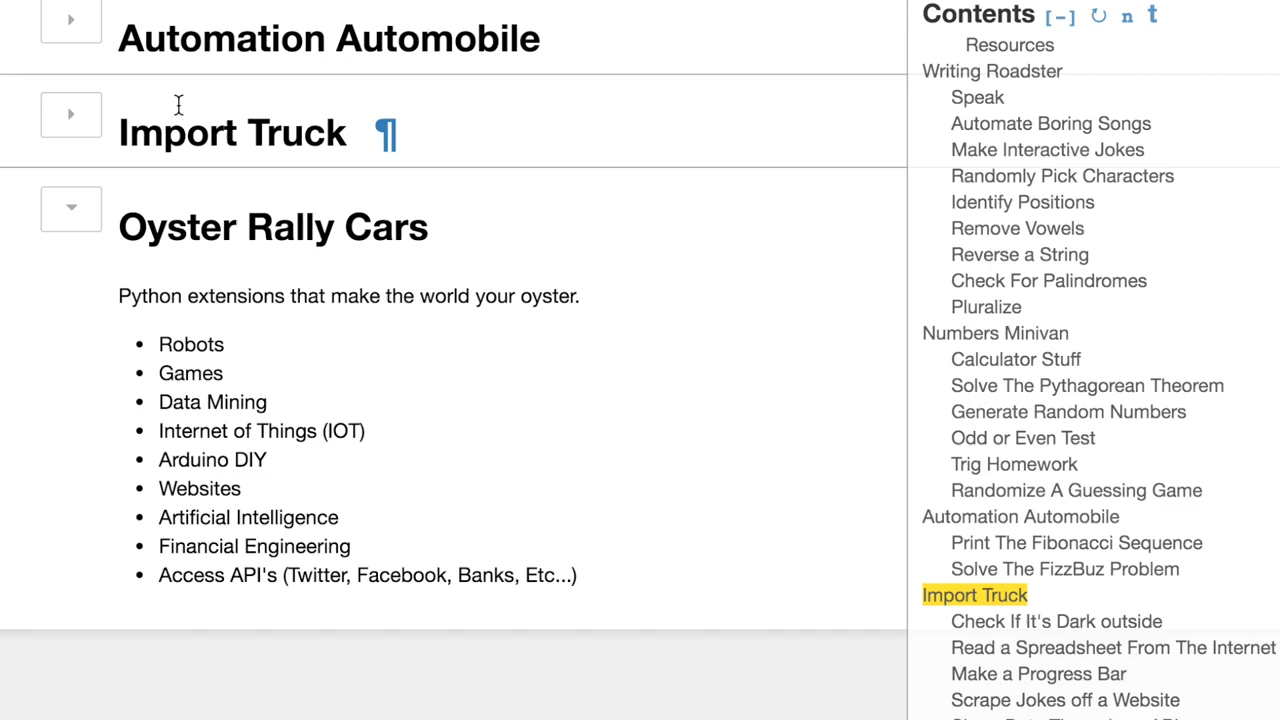 Automation Automobile
Import Truck ¶
Oyster Rally Cars
Python extensions that make the world your oyster.
• Robots
• Games
• Data Mining
• Internet of Things (IOT)
• Arduino DIY
• Websites
• Artificial Intelligence
• Financial Engineering
• Access API's (Twitter, Facebook, Banks, Etc...)
Contents [-] ↻ n t
Resources
Writing Roadster
Speak
Automate Boring Songs
Make Interactive Jokes
Randomly Pick Characters
Identify Positions
Remove Vowels
Reverse a String
Check For Palindromes
Pluralize
Numbers Minivan
Calculator Stuff
Solve The Pythagorean Theorem
Generate Random Numbers
Odd or Even Test
Trig Homework
Randomize A Guessing Game
Automation Automobile
Print The Fibonacci Sequence
Solve The FizzBuz Problem
Import Truck
Check If It's Dark outside
Read a Spreadsheet From The Internet
Make a Progress Bar
Scrape Jokes off a Website